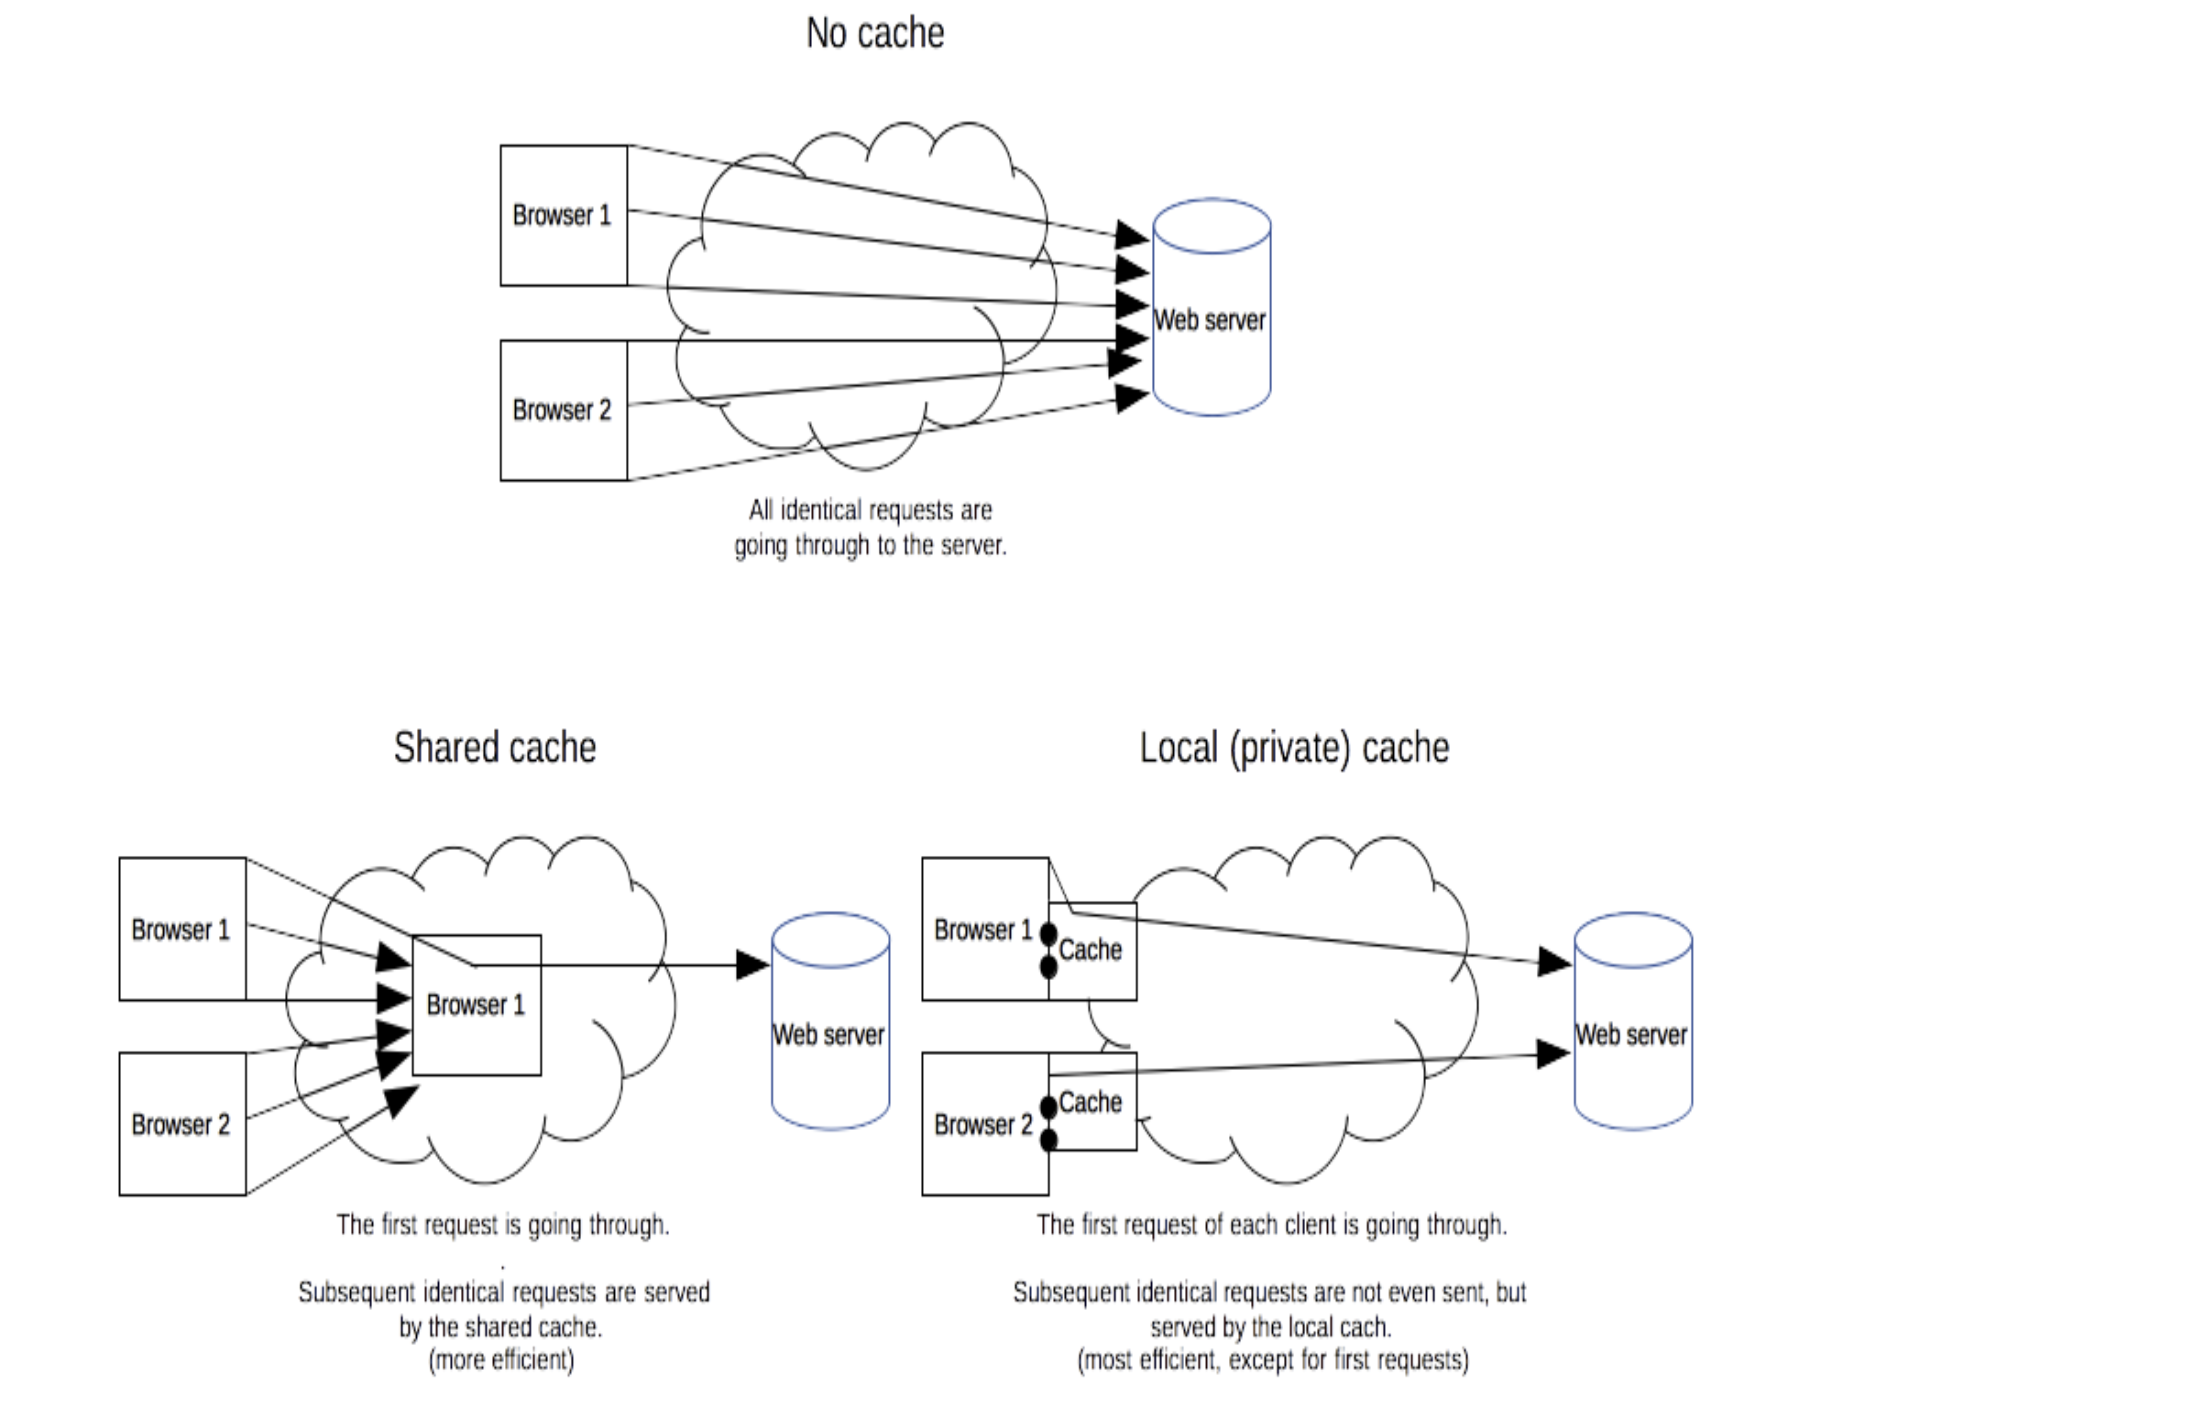 No cache
Browser 1
Web server
Browser 2
All identical requests are
going through to the server.
Shared cache
Browser 1
Browser 1
Web server
Browser 2
The first request is going through.
.
Subsequent identical requests are served
by the shared cache.
(more efficient)
Local (private) cache
Browser 1
Cache
Web server
Cache
Browser 2
The first request of each client is going through.
Subsequent identical requests are not even sent, but
served by the local cach.
(most efficient, except for first requests)